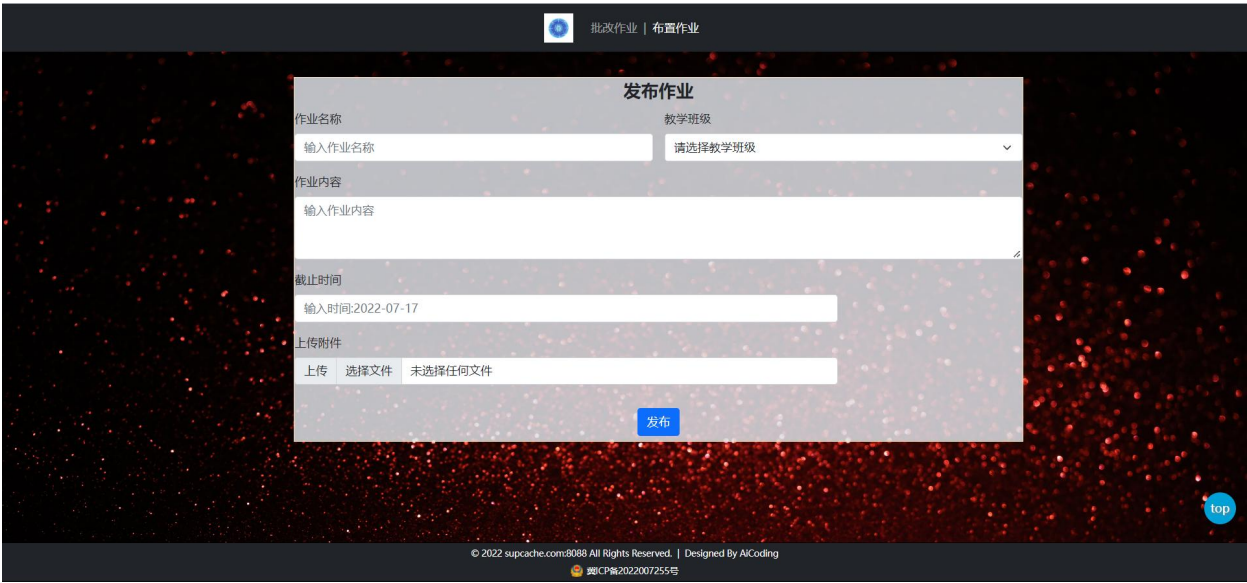 批改作业 | 布置作业
发布作业
作业名称 教学班级
输入作业名称 请选择教学班级
作业内容
输入作业内容
截止时间
输入时间:2022-07-17
上传附件
上传 选择文件 未选择任何文件
发布
top
© 2022 supcache.com:8088 All Rights Reserved. | Designed By AiCoding
冀ICP备2022007255号